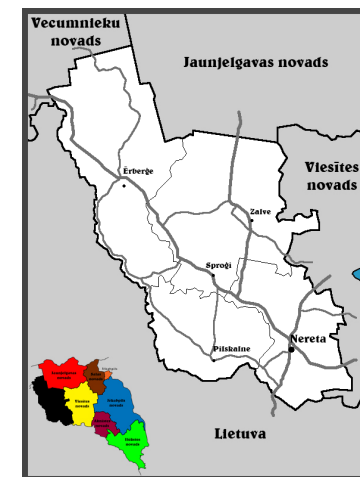 Vecumnieku
novads
Jaunjelgavas novads
Viesītes
novads
Ērberģe
Zalve
Sproģi
Pilskalne
Nereta
Lietuva